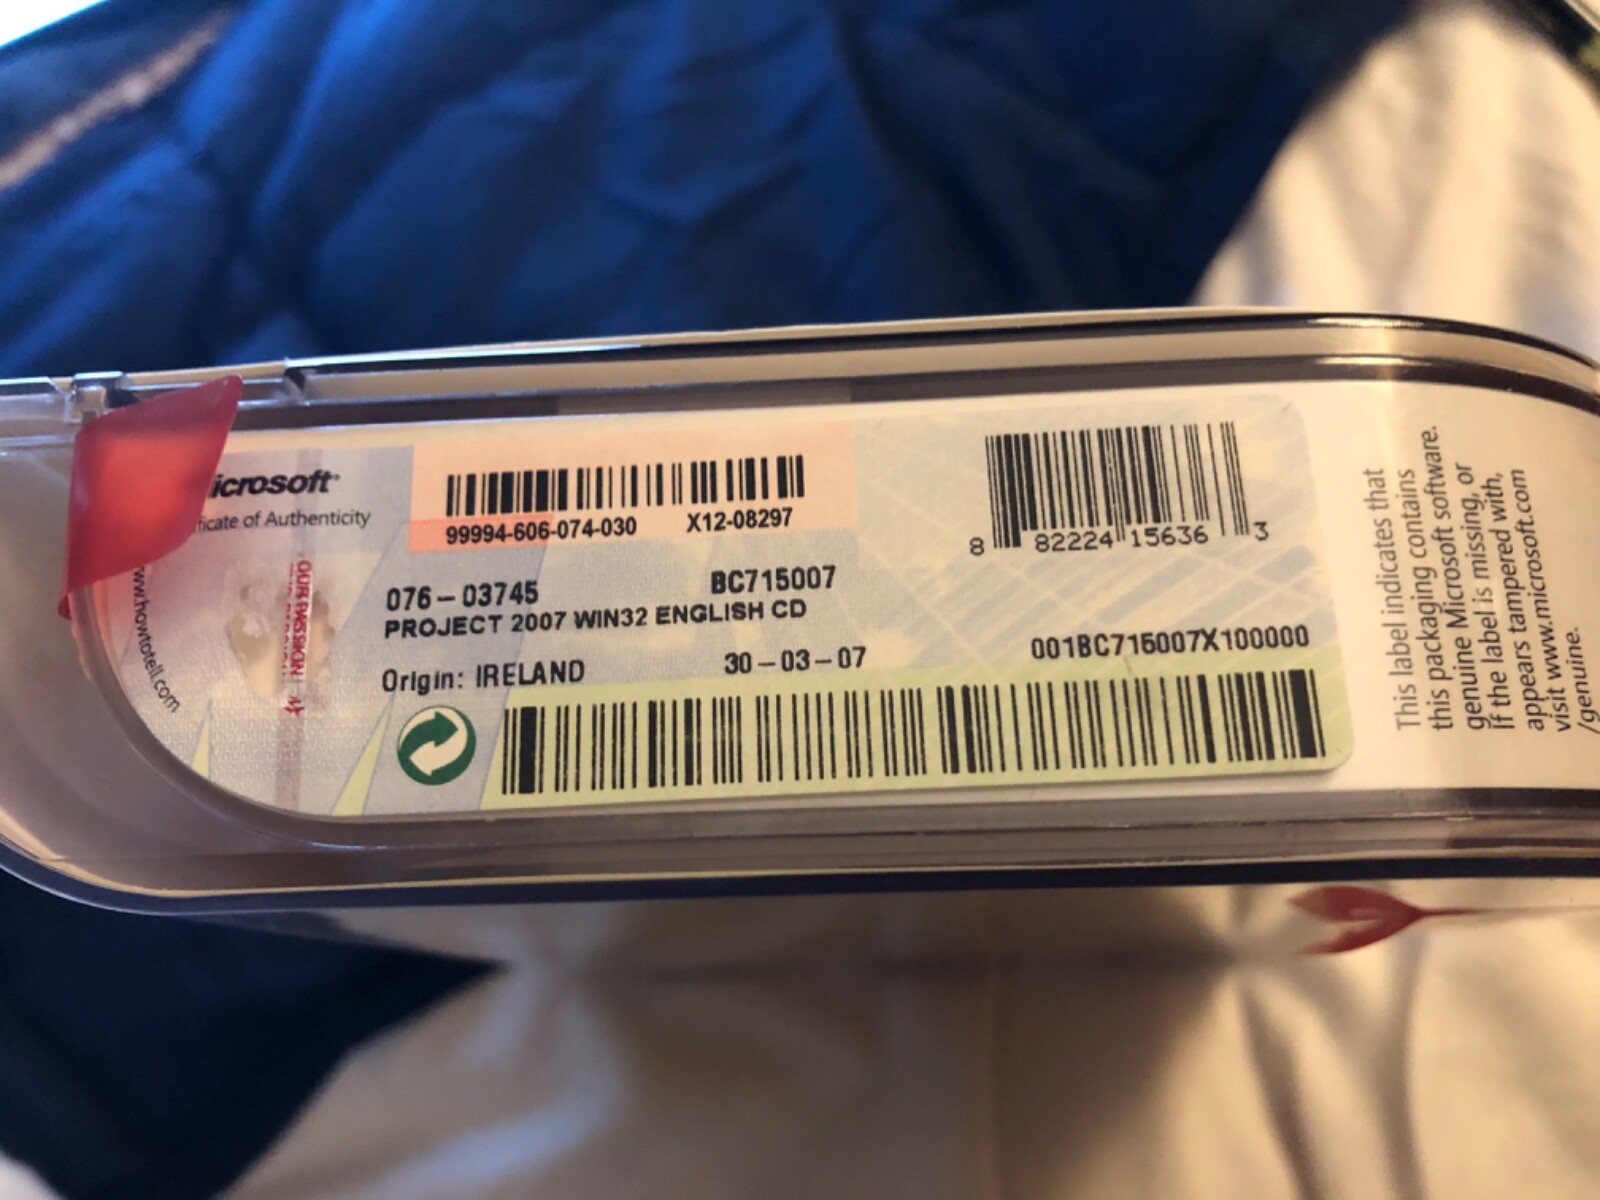 icrosoft®
ficate of Authenticity
www.howtotell.com
99994-606-074-030 X12-08297
8 82224 15636 3
076-03745 BC715007
PROJECT 2007 WIN32 ENGLISH CD
Origin: IRELAND 30-03-07 001BC715007X100000
This label indicates that
this packaging contains
genuine Microsoft software.
If the label is missing, or
appears tampered with,
visit www.microsoft.com
/genuine.